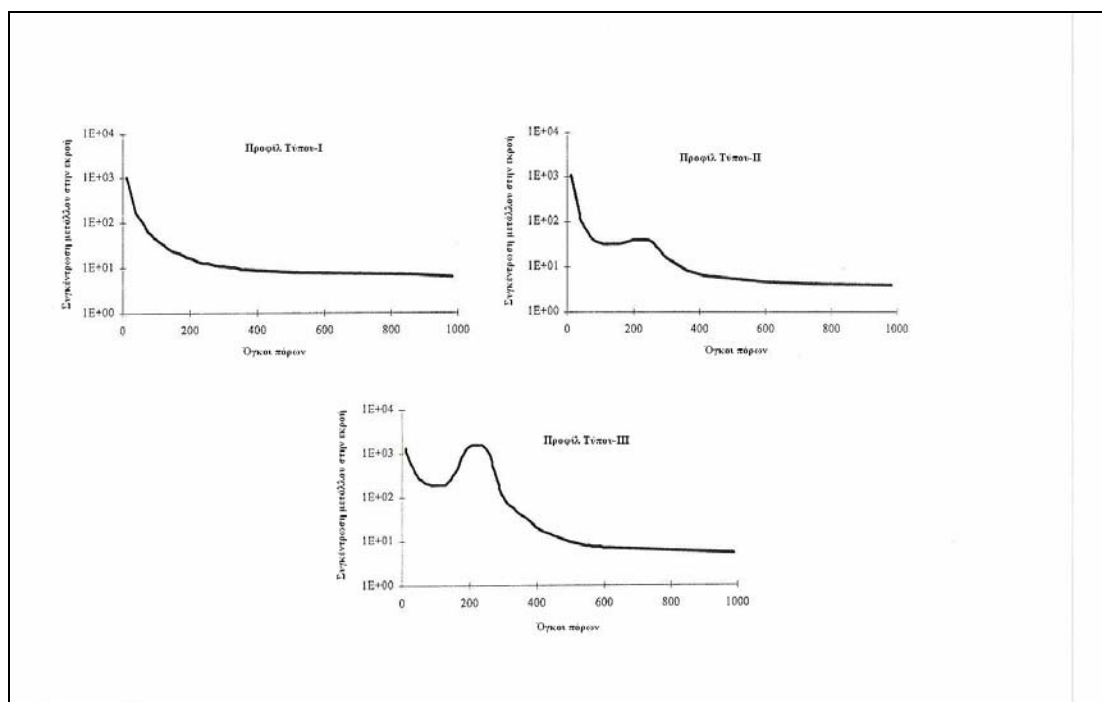 Προφίλ Τύπου-I
Συγκέντρωση μετάλλου στην εκροή
1E+04
1E+03
1E+02
1E+01
1E+00
0 200 400 600 800 1000
Όγκοι πόρων
Προφίλ Τύπου-II
Συγκέντρωση μετάλλου στην εκροή
1E+04
1E+03
1E+02
1E+01
1E+00
0 200 400 600 800 1000
Όγκοι πόρων
Προφίλ Τύπου-III
Συγκέντρωση μετάλλου στην εκροή
1E+04
1E+03
1E+02
1E+01
1E+00
0 200 400 600 800 1000
Όγκοι πόρων